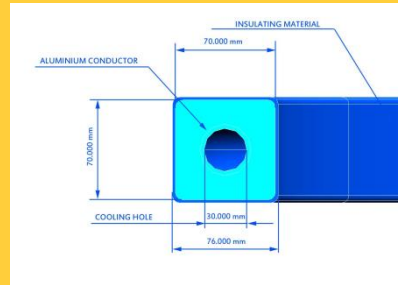 INSULATING MATERIAL
70.000 mm
ALUMINIUM CONDUCTOR
70.000 mm
COOLING HOLE
30.000 mm
76.000 mm